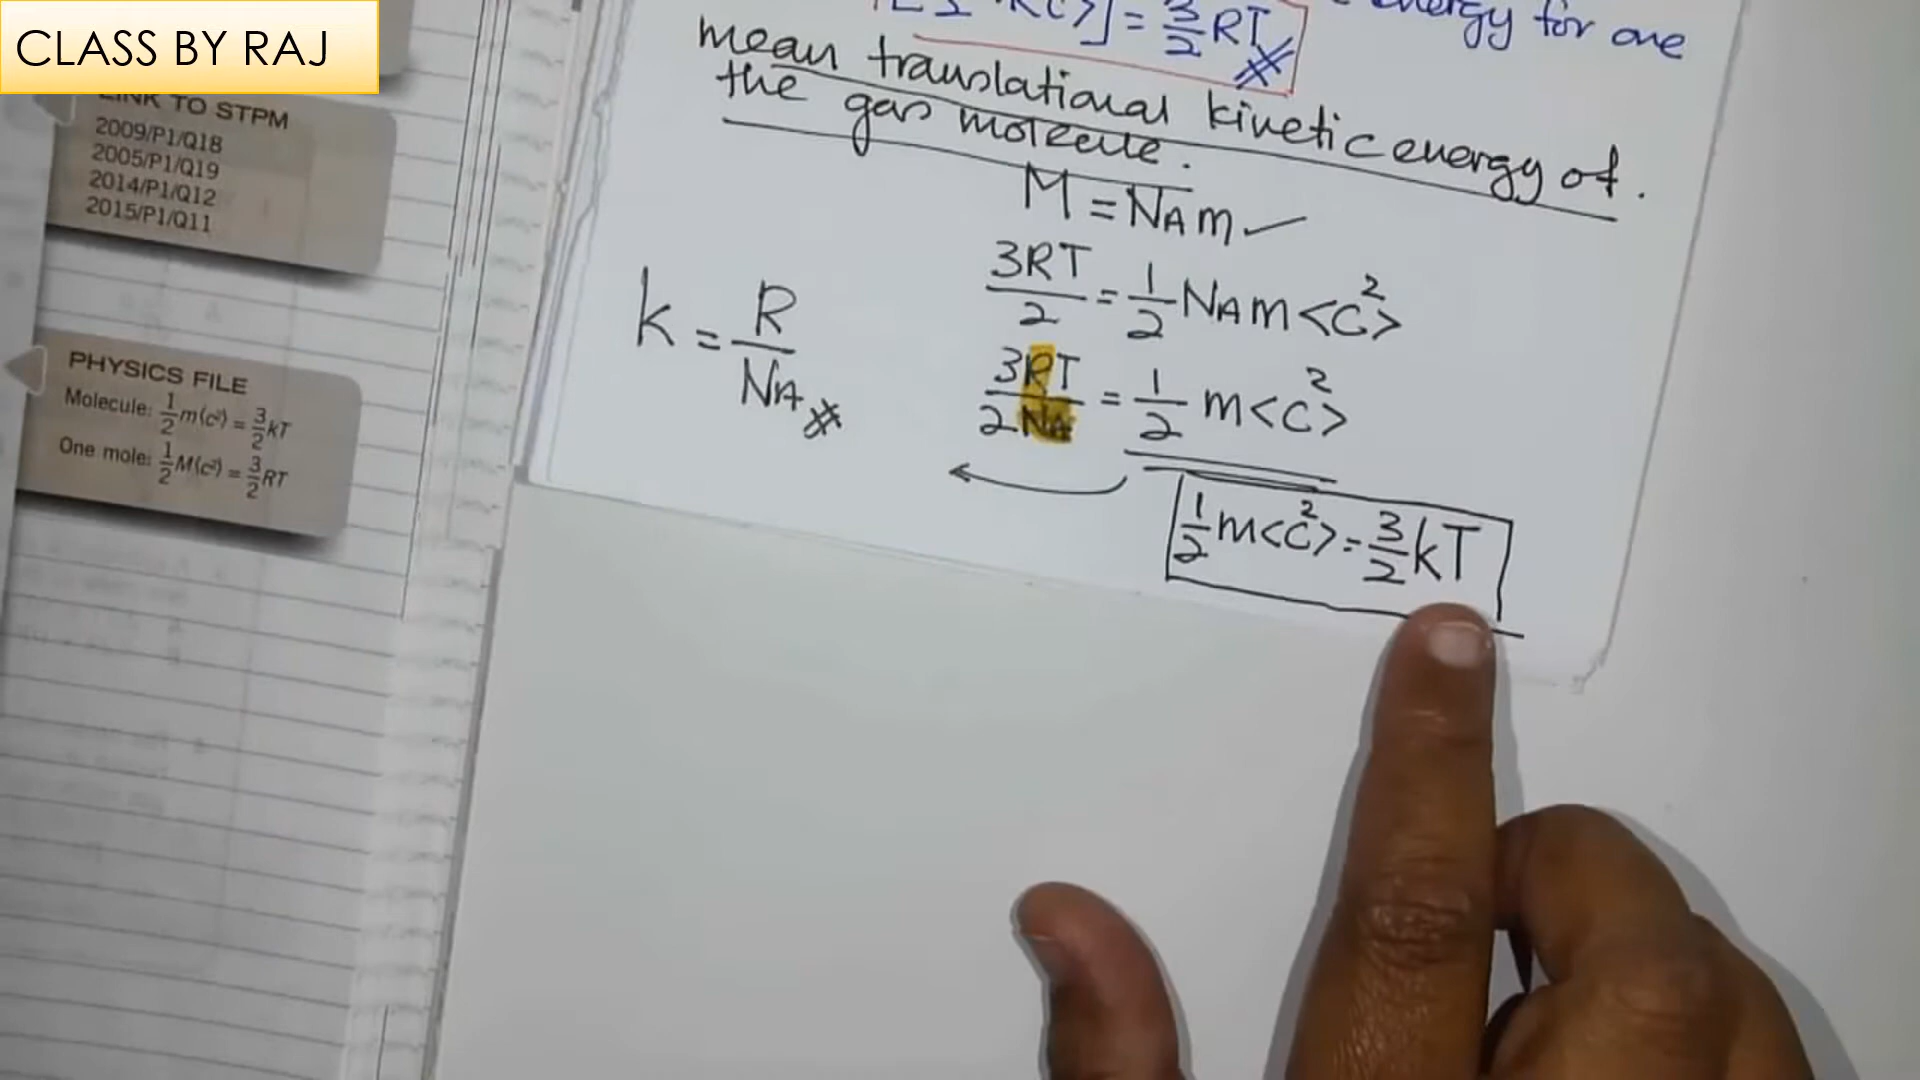 CLASS BY RAJ
LINK TO STPM
2009/P1/Q18
2005/P1/Q19
2014/P1/Q12
2015/P1/Q11
PHYSICS FILE
Molecule: 1/2 m⟨c²⟩ = 3/2 kT
One mole: 1/2 M⟨c²⟩ = 3/2 RT
energy for one
] = 3/2 RT
mean translational kinetic energy of.
the gas molecule.
M = NAm
3RT/2 = 1/2 NAm <c²>
k = R/NA
3RT/2NA = 1/2 m<c²>
1/2 m<c²> = 3/2 kT